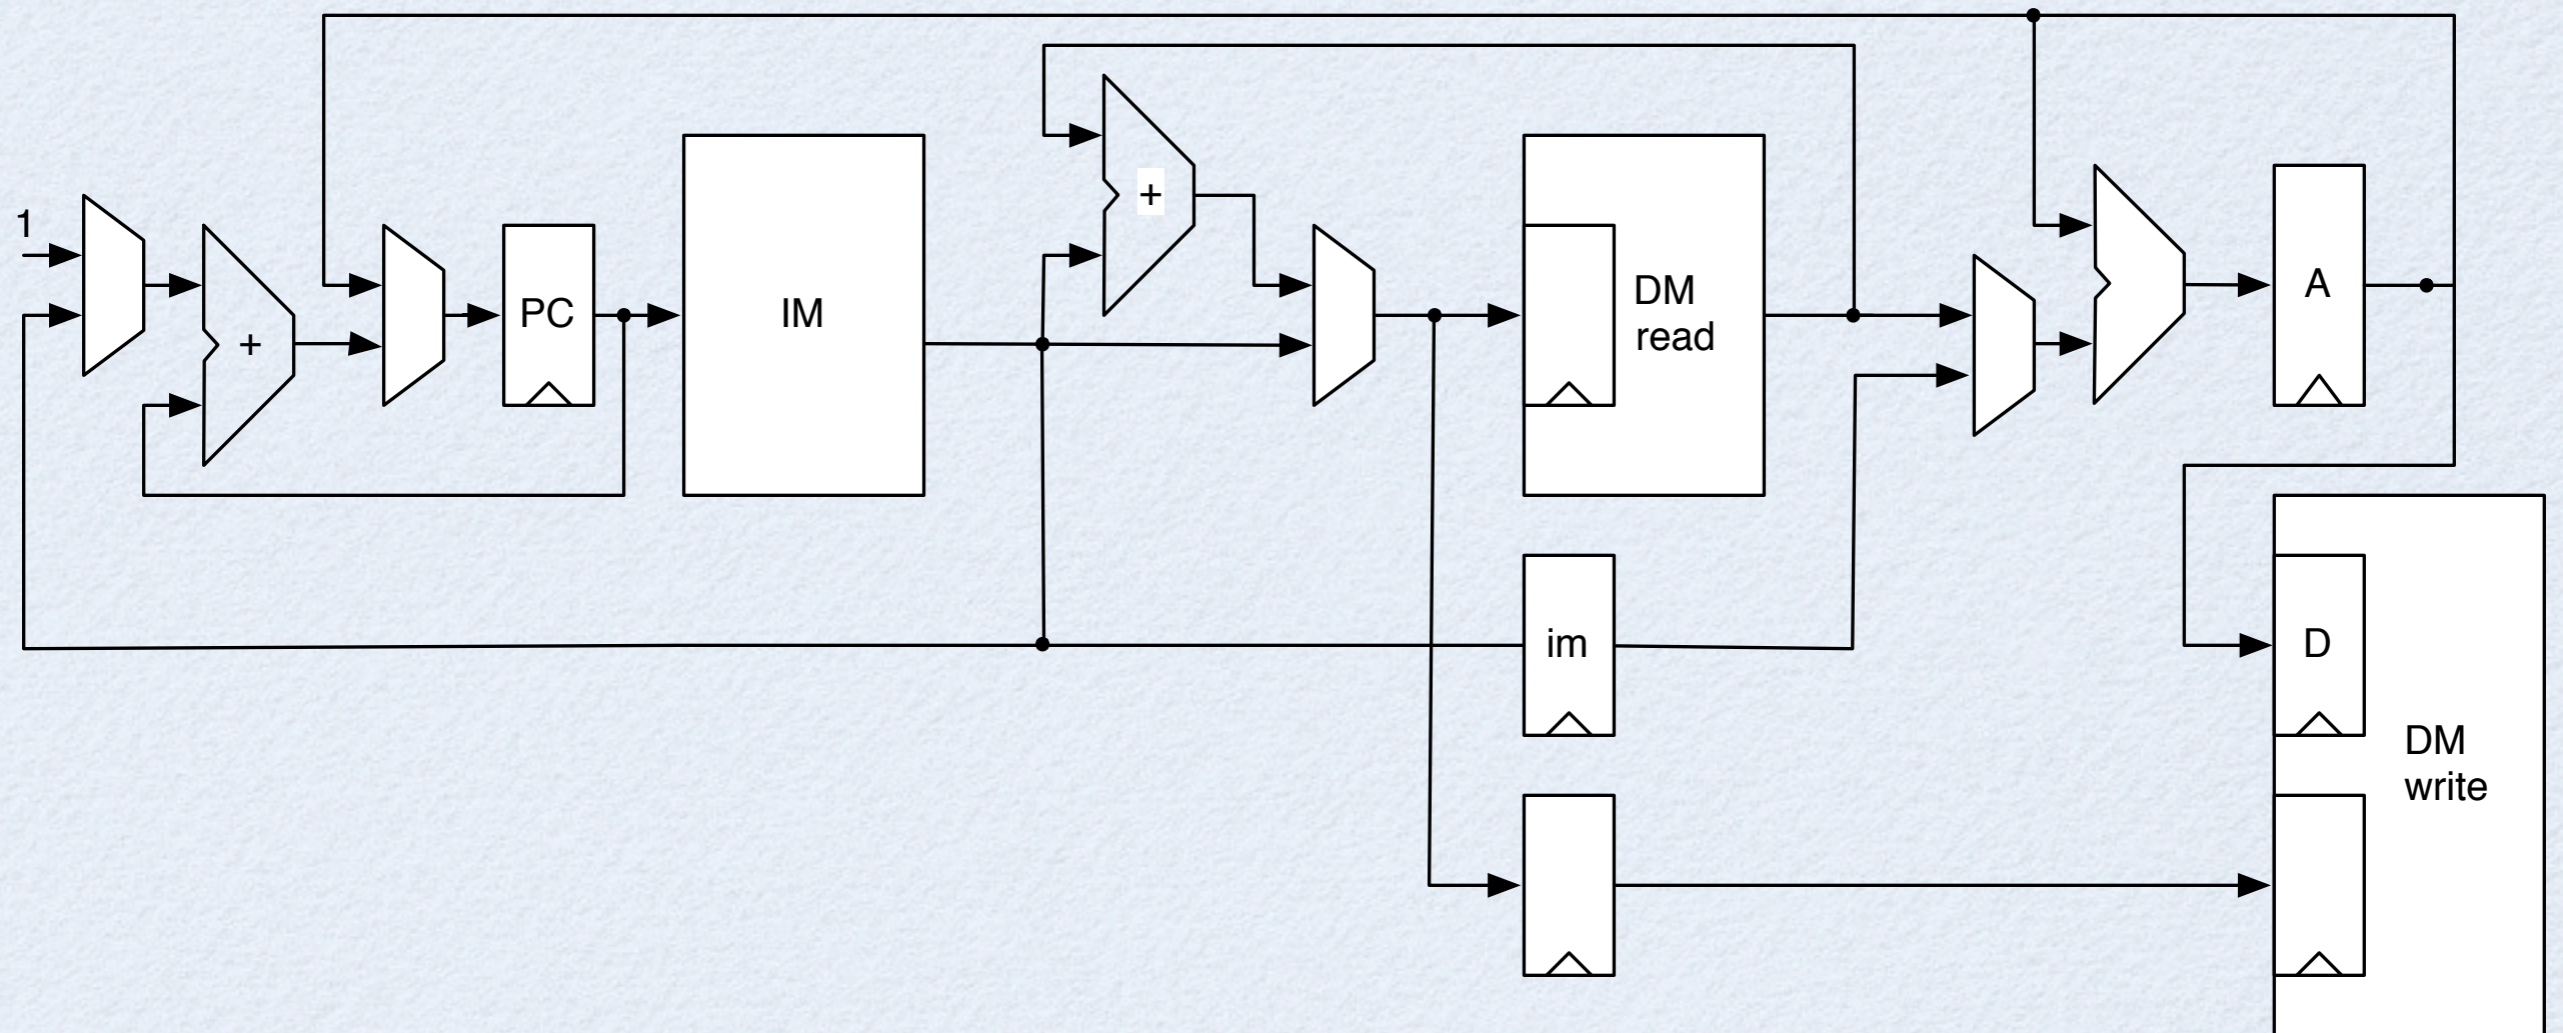 1
+
PC
IM
+
DM
read
A
im
D
DM
write